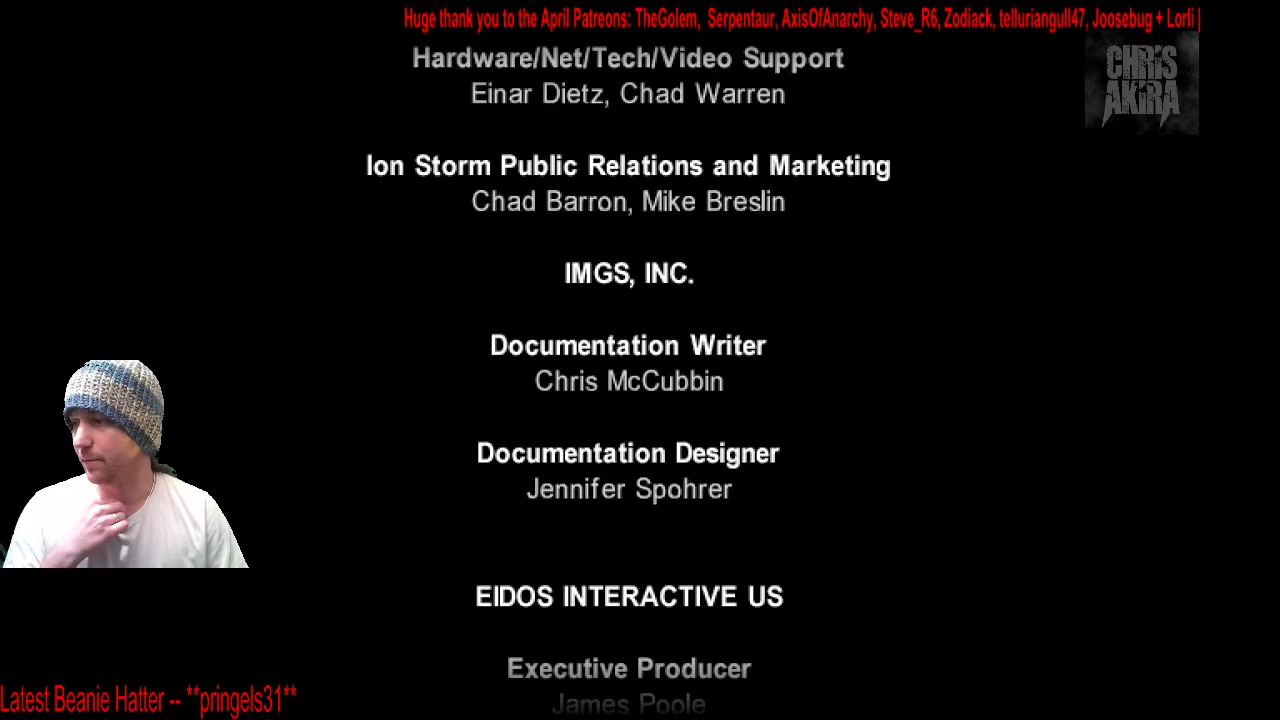 Huge thank you to the April Patreons: TheGolem, Serpentaur, AxisOfAnarchy, Steve_R6, Zodiack, telluriangull47, Joosebug + Lorli |
Hardware/Net/Tech/Video Support
CHRIS
AKIRA
Einar Dietz, Chad Warren
Ion Storm Public Relations and Marketing
Chad Barron, Mike Breslin
IMGS, INC.
Documentation Writer
Chris McCubbin
Documentation Designer
Jennifer Spohrer
EIDOS INTERACTIVE US
Executive Producer
James Poole
Latest Beanie Hatter -- **pringels31**